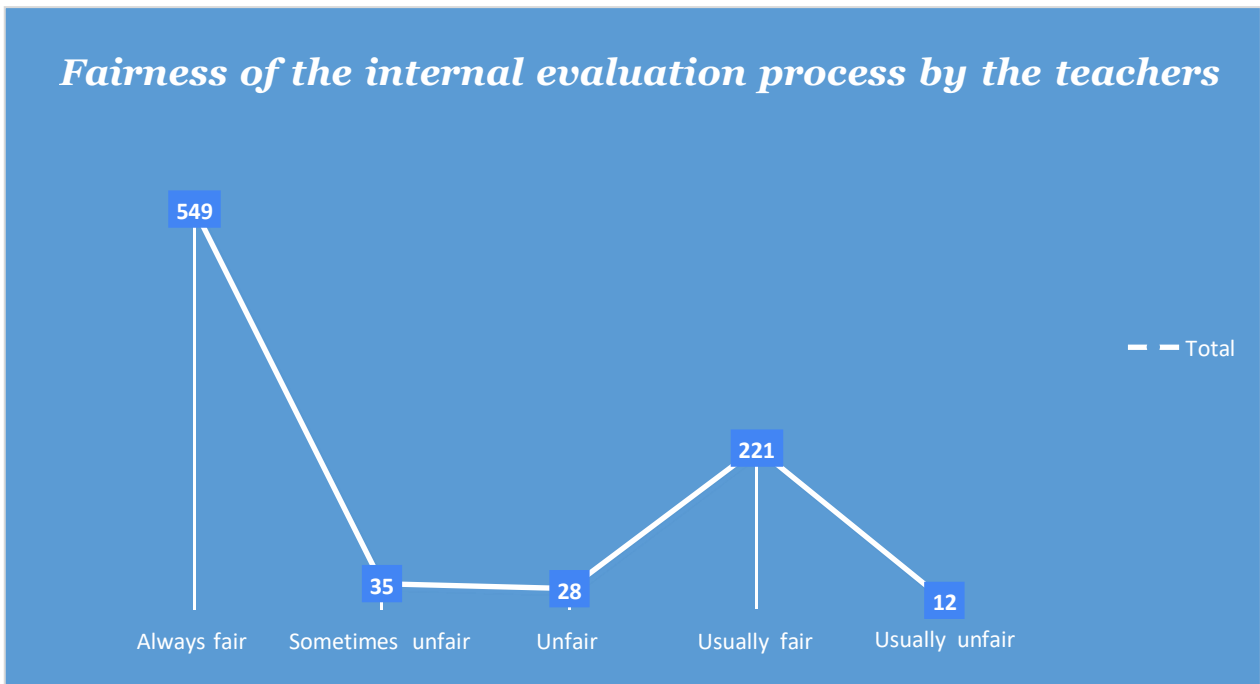 Fairness of the internal evaluation process by the teachers
549
35
28
221
12
Total
Always fair
Sometimes unfair
Unfair
Usually fair
Usually unfair